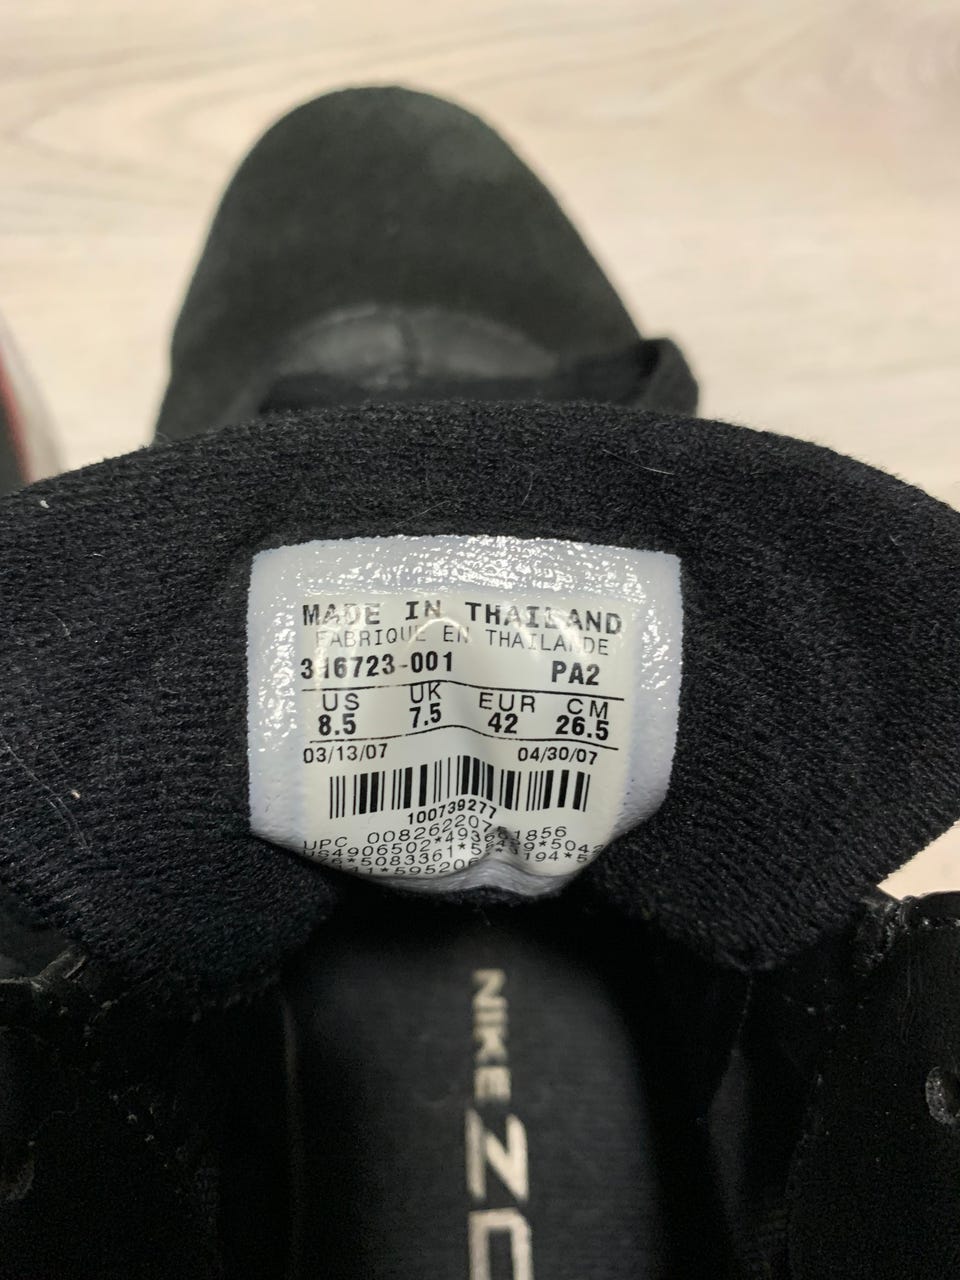 MADE IN THAILAND
FABRIQUE EN THAILANDE
316723-001 PA2
US UK EUR CM
8.5 7.5 42 26.5
03/13/07 04/30/07
100739277
UPC
NIKE